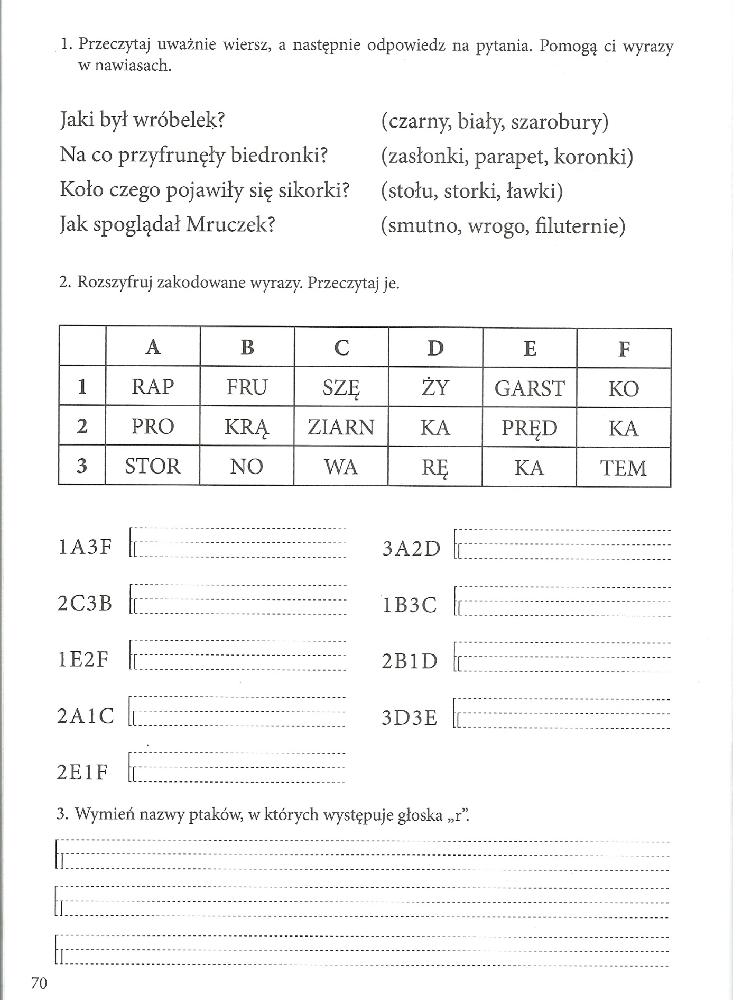 1. Przeczytaj uważnie wiersz, a następnie odpowiedz na pytania. Pomogą ci wyrazy
w nawiasach.
Jaki był wróbelek? (czarny, biały, szarobury)
Na co przyfrunęły biedronki? (zasłonki, parapet, koronki)
Koło czego pojawiły się sikorki? (stołu, storki, ławki)
Jak spoglądał Mruczek? (smutno, wrogo, filuternie)
2. Rozszyfruj zakodowane wyrazy. Przeczytaj je.
A B C D E F
1 RAP FRU SZĘ ŻY GARST KO
2 PRO KRĄ ZIARN KA PRĘD KA
3 STOR NO WA RĘ KA TEM
1A3F 3A2D
2C3B 1B3C
1E2F 2B1D
2A1C 3D3E
2E1F
3. Wymień nazwy ptaków, w których występuje głoska „r”.
70